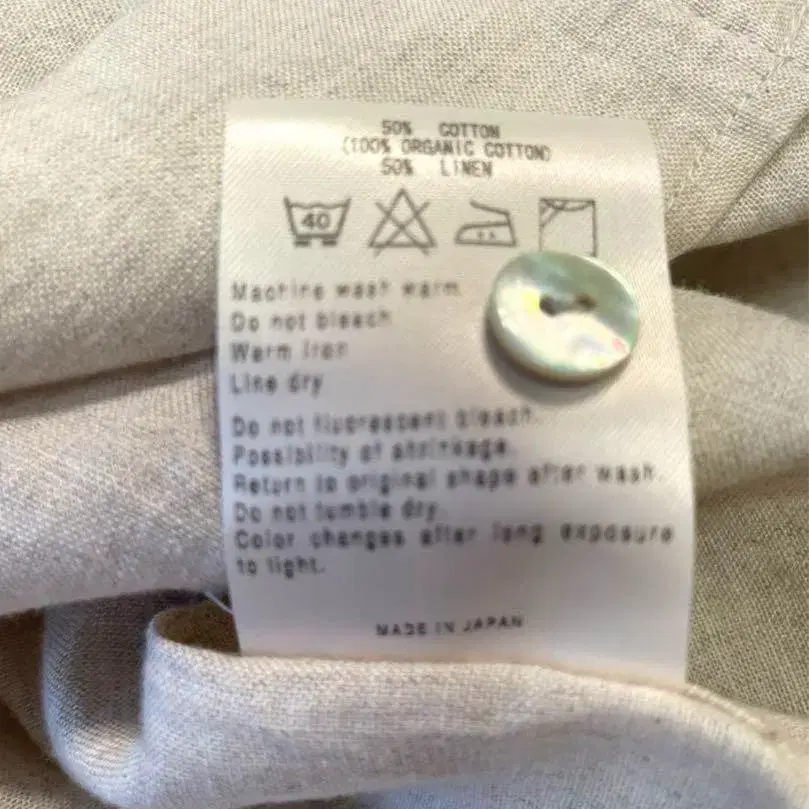 50% COTTON
(100% ORGANIC COTTON)
50% LINEN
40
Machine wash warm
Do not bleach
Warm iron
Line dry
Do not fluorescent bleach.
Possibility of shrinkage.
Return to original shape after wash.
Do not tumble dry.
Color changes after long exposure
to light.
MADE IN JAPAN